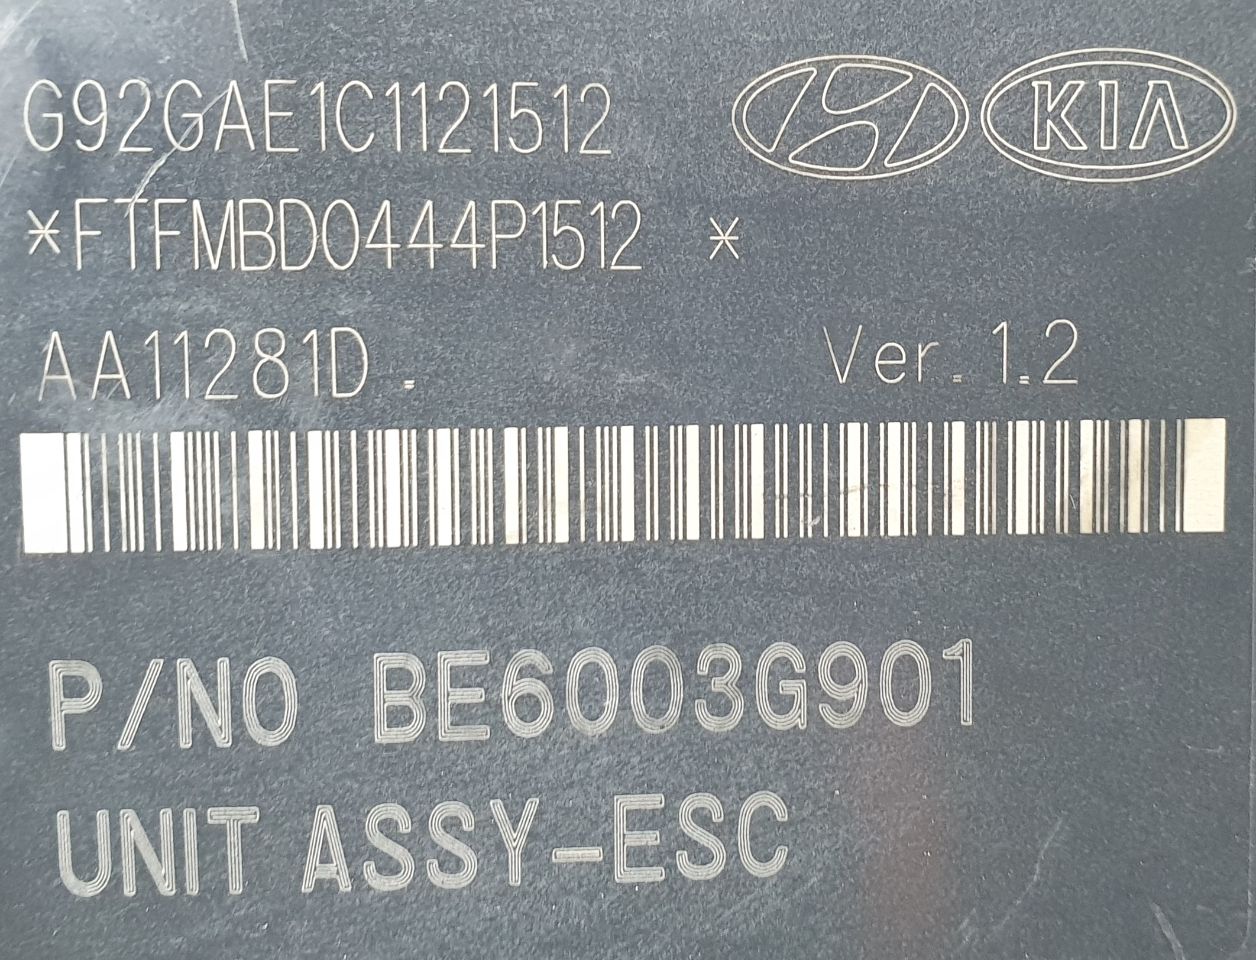 G92GAE1C1121512
KIA
*FTFMBD0444P1512 *
AA11281D .
Ver. 1.2
P/NO BE6003G901
UNIT ASSY-ESC